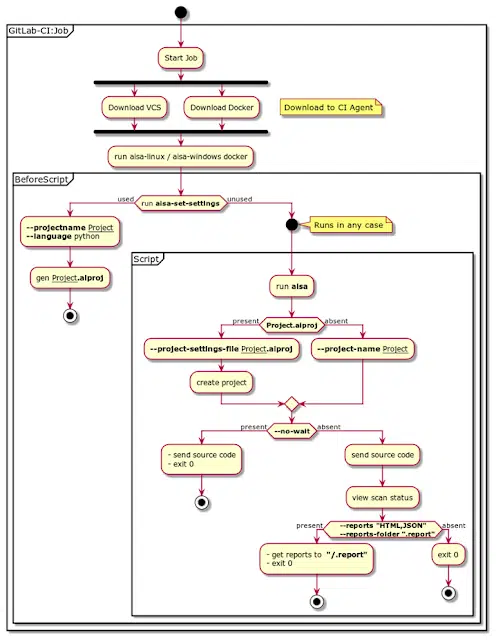 GitLab-CI:Job
Start Job
Download VCS
Download Docker
Download to CI Agent
run aisa-linux / aisa-windows docker
BeforeScript
used
run aisa-set-settings
unused
--projectname Project
--language python
Runs in any case
gen Project.aiproj
Script
run aisa
present
Project.aiproj
absent
--project-settings-file Project.aiproj
--project-name Project
create project
present
--no-wait
absent
- send source code
- exit 0
send source code
view scan status
present
--reports "HTML,JSON"
--reports-folder ".report"
absent
- get reports to "/.report"
- exit 0
exit 0